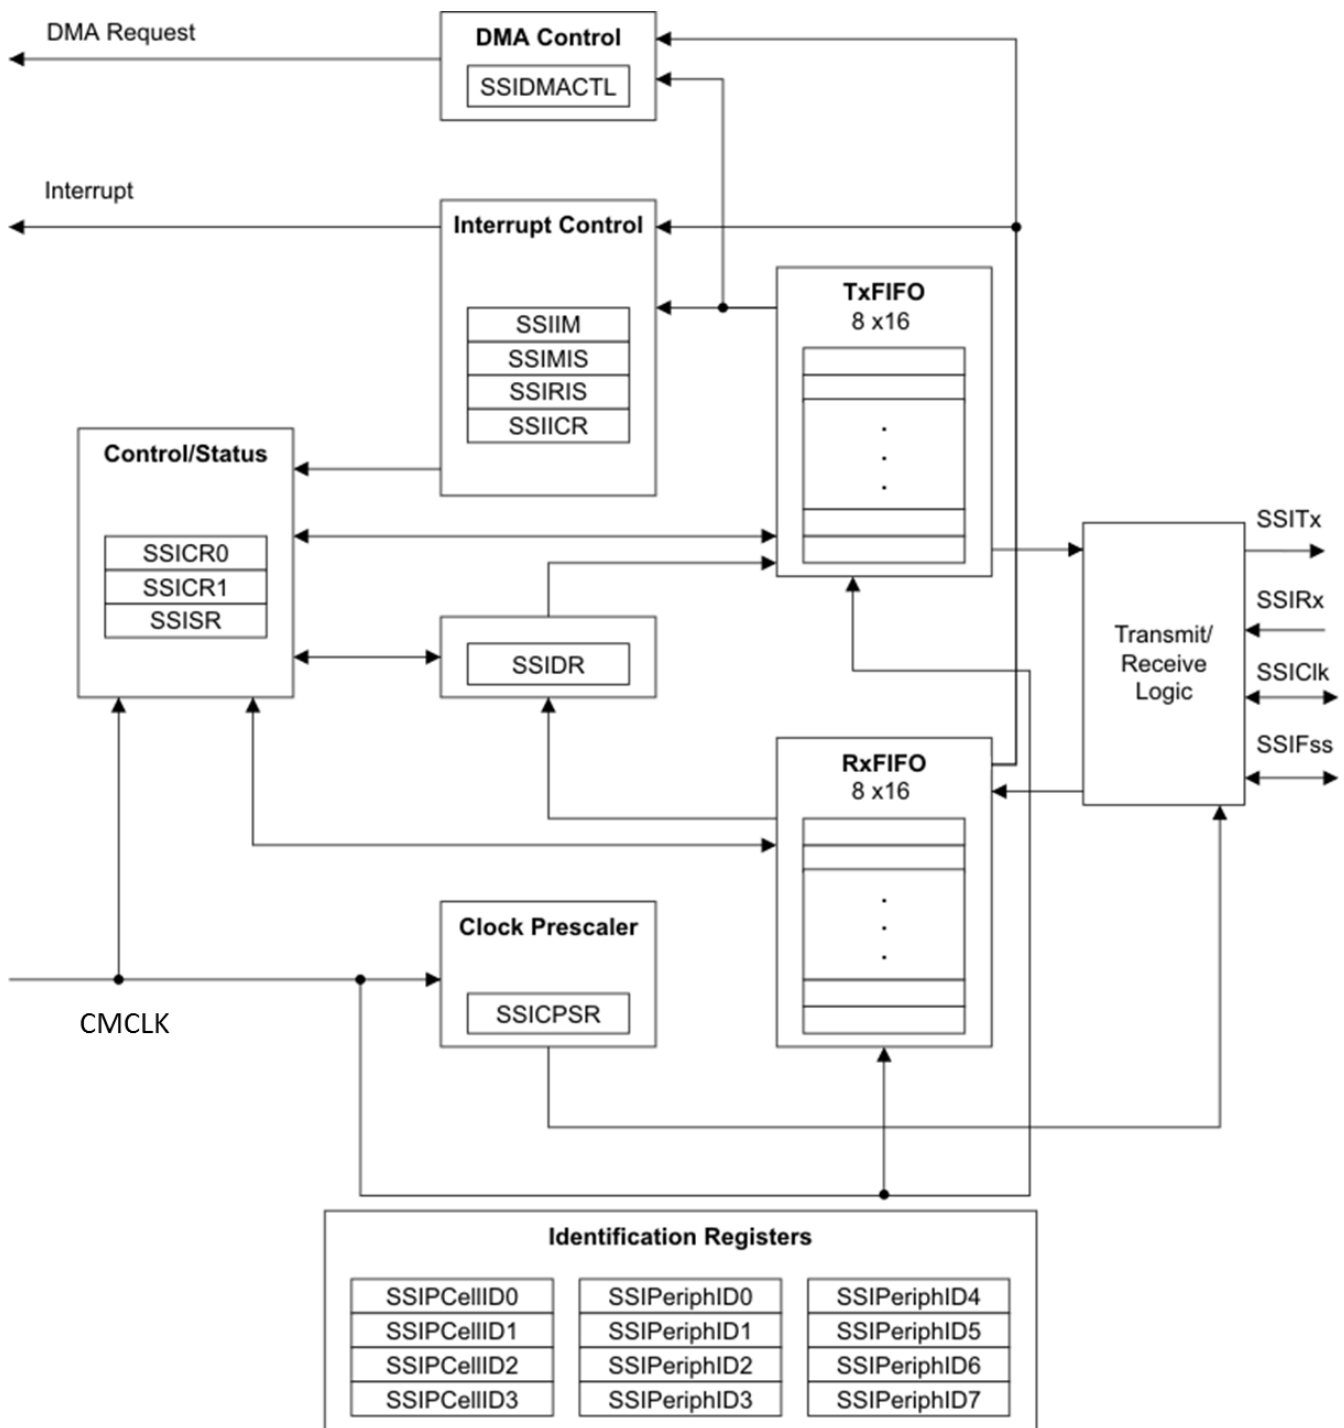 DMA Request
DMA Control
SSIDMACTL
Interrupt
Interrupt Control
SSIIM
SSIMIS
SSIRIS
SSIICR
TxFIFO
8 x16
Control/Status
SSICR0
SSICR1
SSISR
SSIDR
Transmit/
Receive
Logic
SSITx
SSIRx
SSIClk
SSIFss
RxFIFO
8 x16
Clock Prescaler
SSICPSR
CMCLK
Identification Registers
SSIPCellID0
SSIPCellID1
SSIPCellID2
SSIPCellID3
SSIPeriphID0
SSIPeriphID1
SSIPeriphID2
SSIPeriphID3
SSIPeriphID4
SSIPeriphID5
SSIPeriphID6
SSIPeriphID7